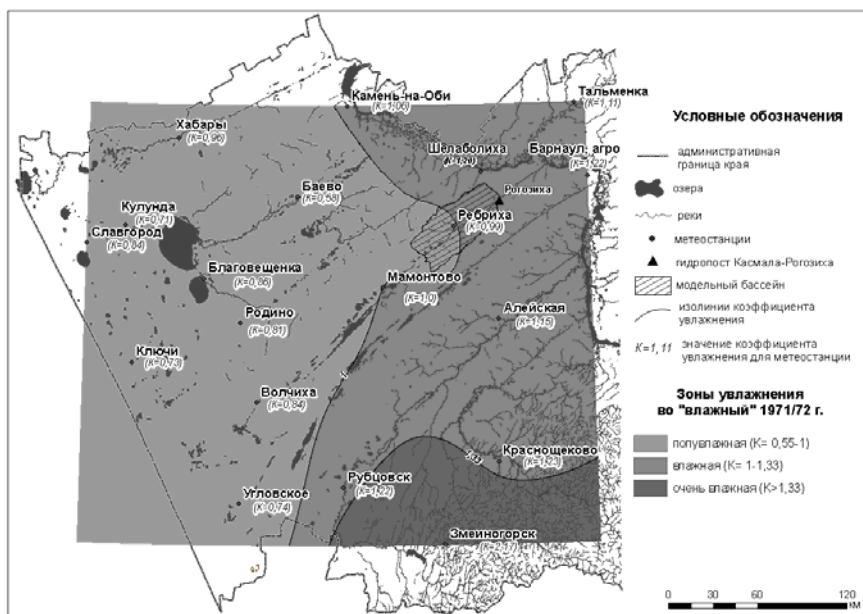 Камень-на-Оби
(К=1,06)
Тальменка
(К=1,11)
Хабары
(К=0,96)
Шелаболиха
Барнаул, агро
(К=1,22)
Баево
(К=0,58)
Рогозиха
Кулунда
(К=0,71)
Ребриха
(К=0,99)
Славгород
(К=0,84)
Благовещенка
(К=0,86)
Мамонтово
(К=1,0)
Родино
(К=0,81)
Алейская
(К=1,15)
Ключи
(К=0,73)
Волчиха
(К=0,84)
1
1,33
Краснощеково
(К=1,23)
Рубцовск
(К=1,22)
Угловское
(К=0,74)
Змеиногорск
Условные обозначения
административная
граница края
озера
реки
метеостанции
гидропост Касмала-Рогозиха
модельный бассейн
изолинии коэффициента
увлажнения
К=1,11
значение коэффициента
увлажнения для метеостанции
Зоны увлажнения
во "влажный" 1971/72 г.
полувлажная (К= 0,55-1)
влажная (К= 1-1,33)
очень влажная (К>1,33)
0 30 60 120
КМ